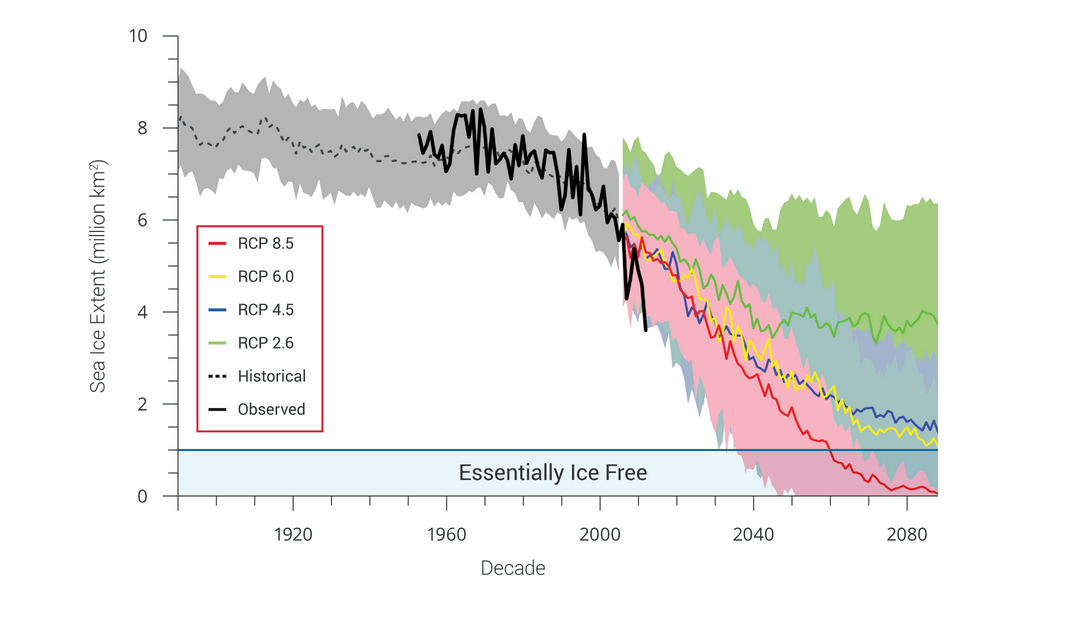 10
8
6
4
2
0
Sea Ice Extent (million km²)
RCP 8.5
RCP 6.0
RCP 4.5
RCP 2.6
Historical
Observed
Essentially Ice Free
1920 1960 2000 2040 2080
Decade